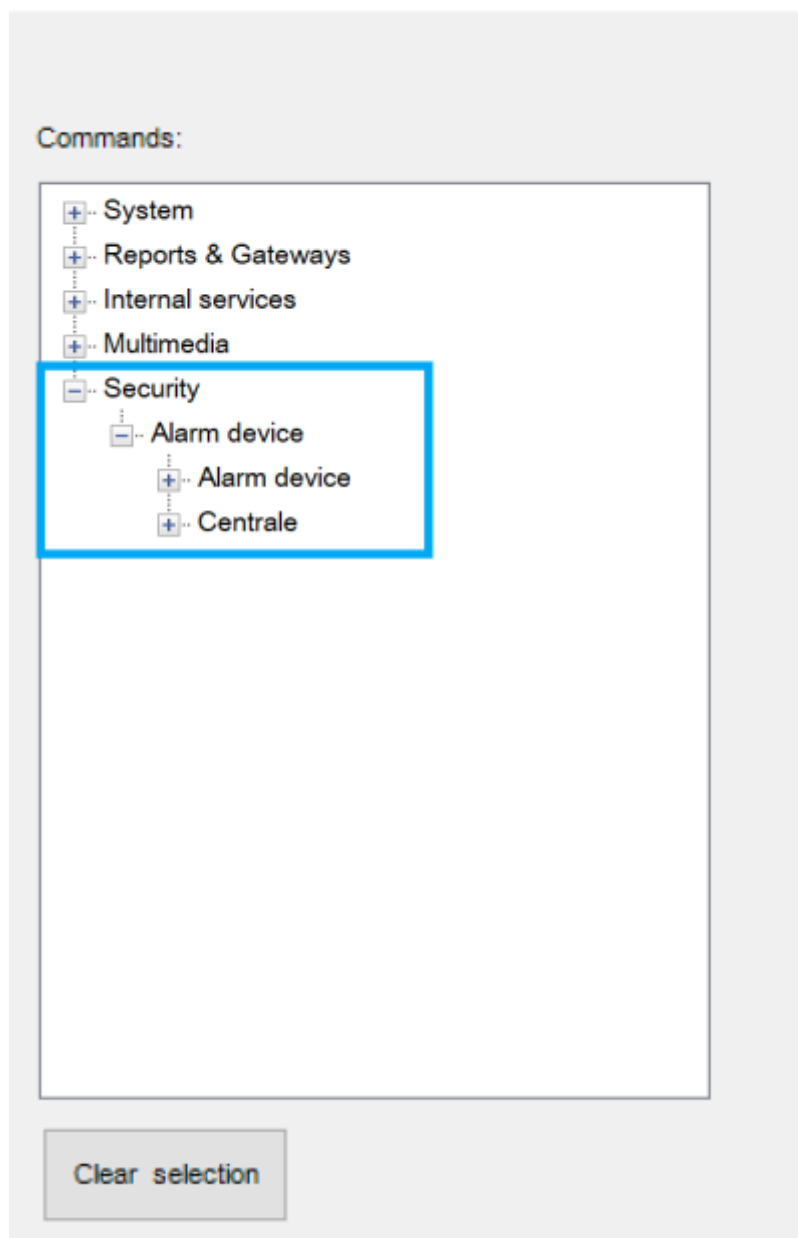 Commands:
System
Reports & Gateways
Internal services
Multimedia
Security
Alarm device
Alarm device
Centrale
Clear selection